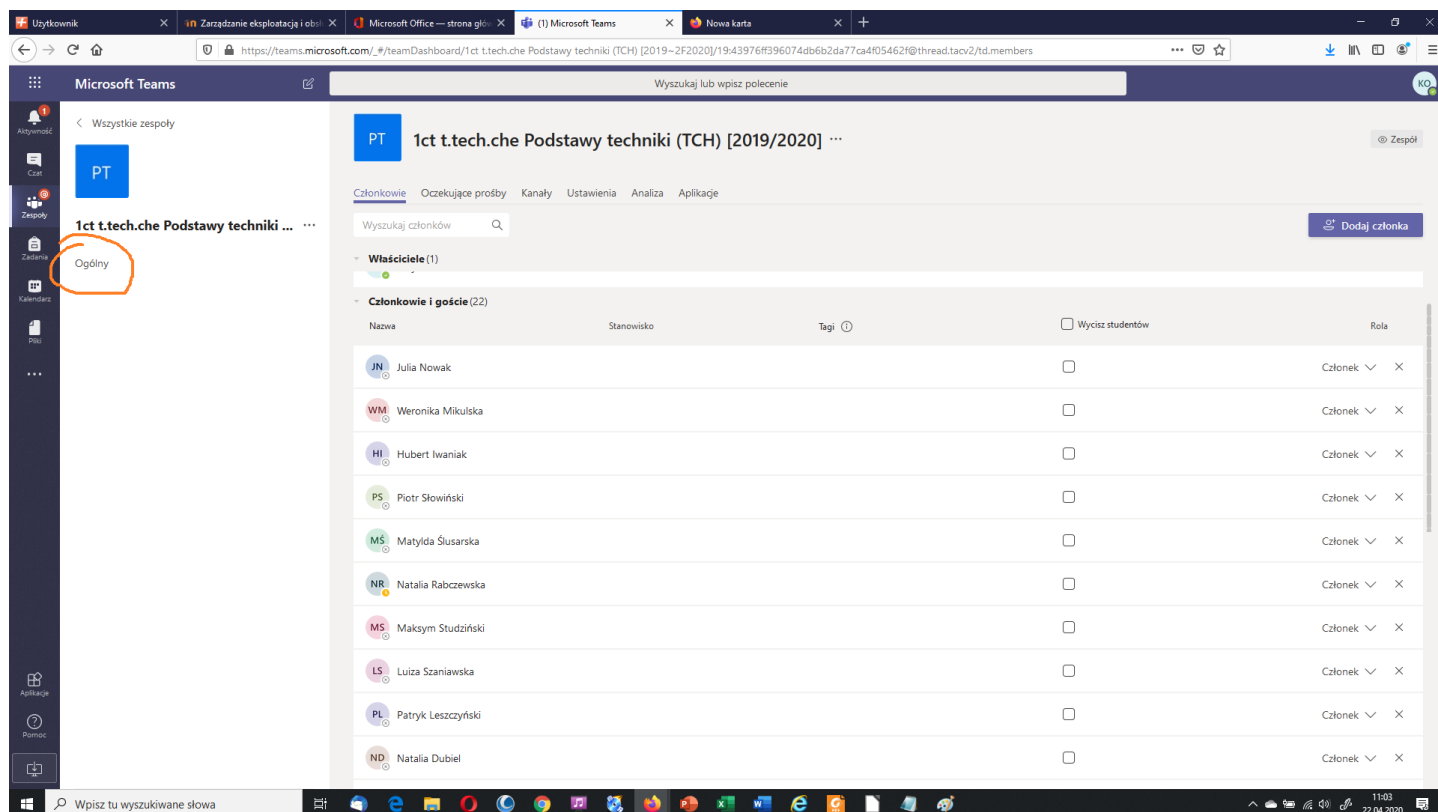 Użytkownik
Zarządzanie eksploatacją i obsł
Microsoft Office — strona głów
(1) Microsoft Teams
Nowa karta
https://teams.microsoft.com/_#/teamDashboard/1ct t.tech.che Podstawy techniki (TCH) [2019~2F2020]/19:43976ff396074db6b2da77ca4f05462f@thread.tacv2/td.members
Microsoft Teams
Wyszukaj lub wpisz polecenie
KO
1
Aktywność
Czat
Zespoły
Zadania
Kalendarz
Pliki
Aplikacje
Pomoc
Wszystkie zespoły
PT
1ct t.tech.che Podstawy techniki ... ...
Ogólny
PT
1ct t.tech.che Podstawy techniki (TCH) [2019/2020] ...
Zespół
Członkowie Oczekujące prośby Kanały Ustawienia Analiza Aplikacje
Wyszukaj członków
Dodaj członka
Właściciele (1)
Członkowie i goście (22)
Nazwa Stanowisko Tagi Wycisz studentów Rola
JN Julia Nowak Członek
WM Weronika Mikulska Członek
HI Hubert Iwaniak Członek
PS Piotr Słowiński Członek
MŚ Matylda Ślusarska Członek
NR Natalia Rabczewska Członek
MS Maksym Studziński Członek
LS Luiza Szaniawska Członek
PL Patryk Leszczyński Członek
ND Natalia Dubiel Członek
Wpisz tu wyszukiwane słowa
11:03
22.04.2020